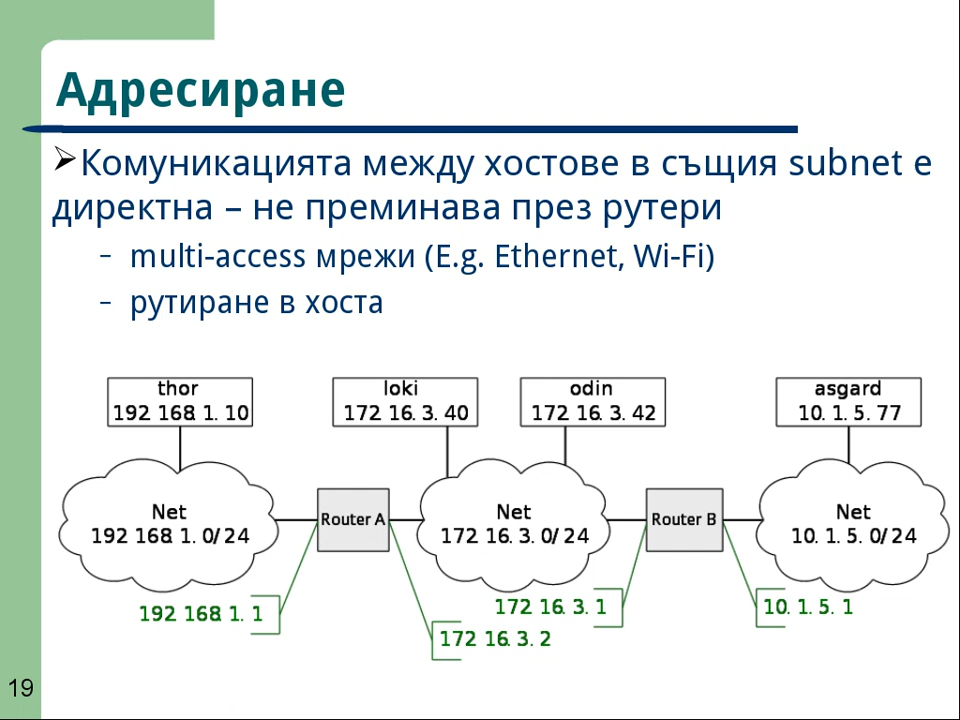 Адресиране
Комуникацията между хостове в същия subnet е
директна – не преминава през рутери
– multi-access мрежи (E.g. Ethernet, Wi-Fi)
– рутиране в хоста
thor
192.168.1.10
loki
172.16.3.40
odin
172.16.3.42
asgard
10.1.5.77
Net
192.168.1.0/24
Router A
Net
172.16.3.0/24
Router B
Net
10.1.5.0/24
192.168.1.1
172.16.3.2
172.16.3.1
10.1.5.1
19